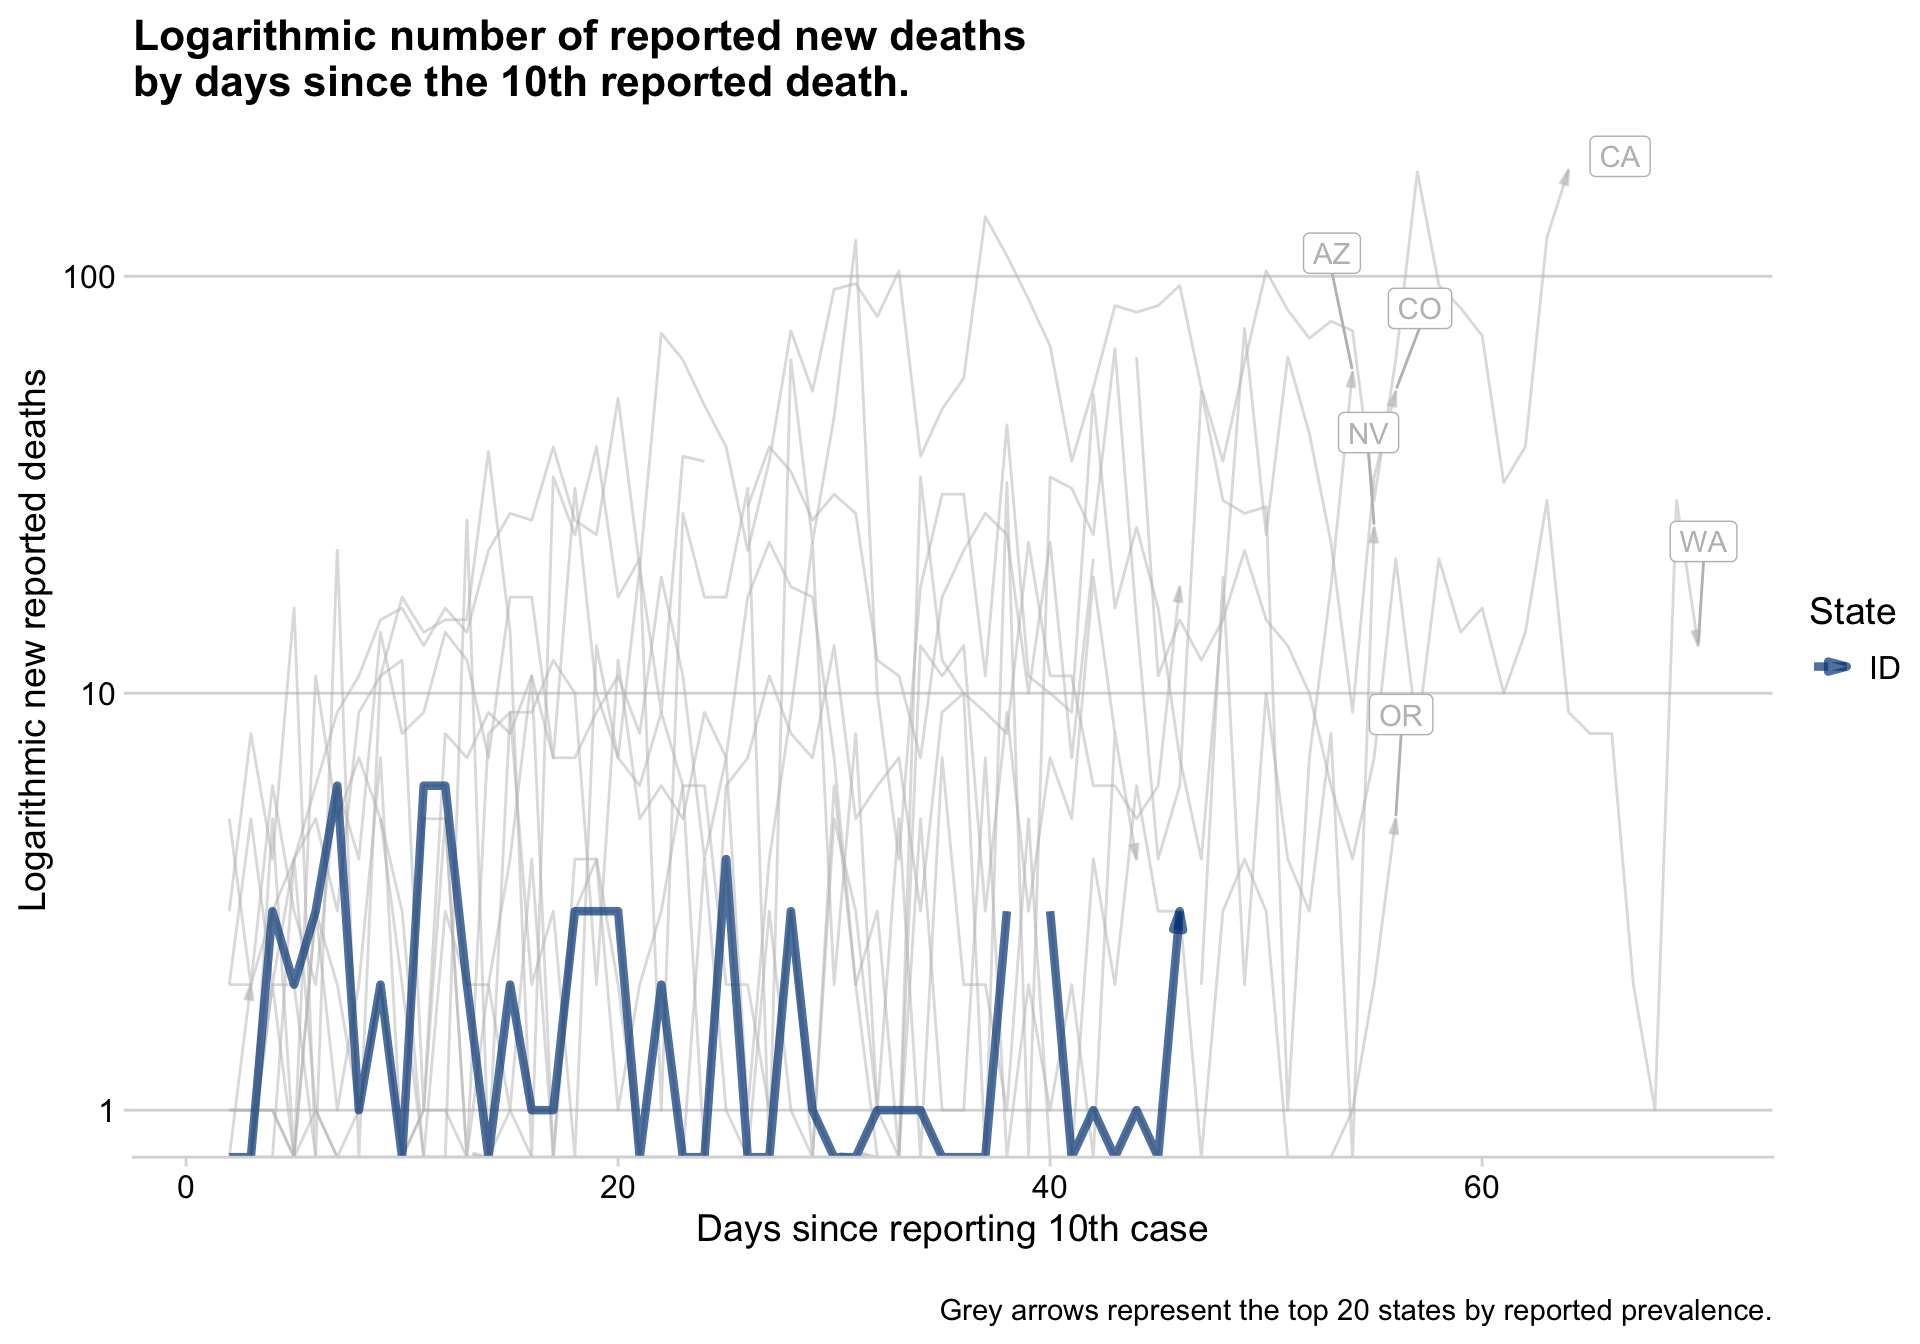 Logarithmic number of reported new deaths
by days since the 10th reported death.
CA
AZ
CO
NV
WA
OR
100
10
1
Logarithmic new reported deaths
0
20
40
60
Days since reporting 10th case
State
ID
Grey arrows represent the top 20 states by reported prevalence.